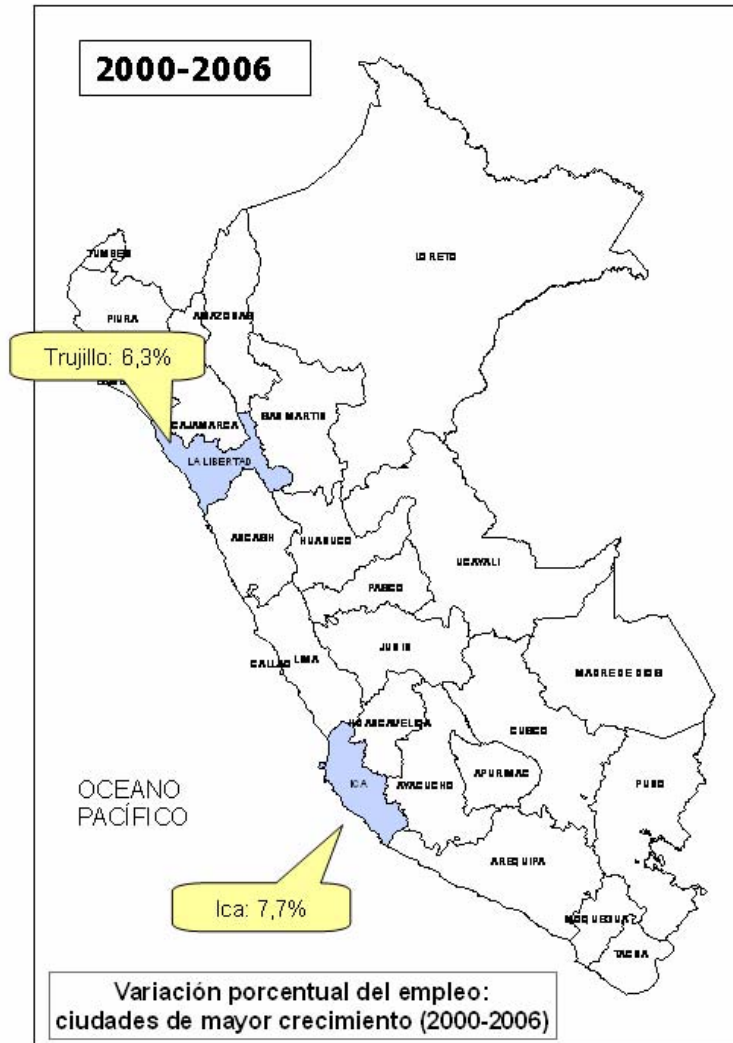 2000-2006
LORETO
TUMBES
PIURA
AMAZONAS
Trujillo: 6,3%
SAN MARTIN
CAJAMARCA
LA LIBERTAD
ANCASH
HUANUCO
UCAYALI
PASCO
JUNIN
CALLAO
LIMA
MADRE DE DIOS
HUANCAVELICA
CUSCO
ICA
AYACUCHO
APURIMAC
PUNO
OCEANO
PACÍFICO
AREQUIPA
Ica: 7,7%
MOQUEGUA
TACNA
Variación porcentual del empleo:
ciudades de mayor crecimiento (2000-2006)